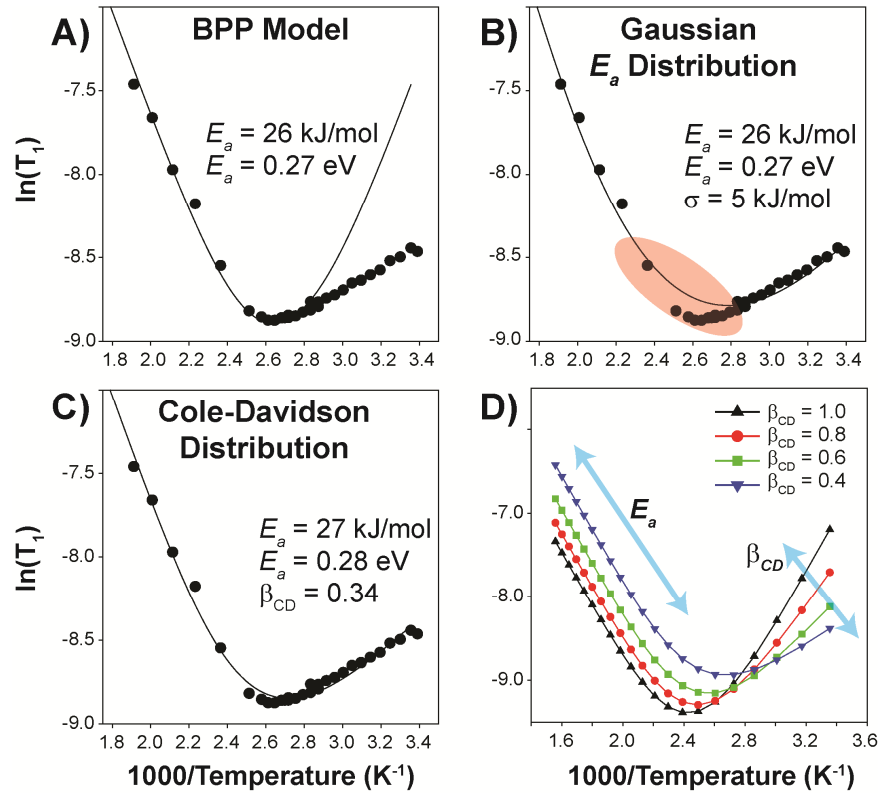 A)
BPP Model
E_a = 26 kJ/mol
E_a = 0.27 eV
ln(T₁)
-7.5
-8.0
-8.5
-9.0
1.8 2.0 2.2 2.4 2.6 2.8 3.0 3.2 3.4
B)
Gaussian
E_a Distribution
E_a = 26 kJ/mol
E_a = 0.27 eV
σ = 5 kJ/mol
-7.5
-8.0
-8.5
-9.0
1.8 2.0 2.2 2.4 2.6 2.8 3.0 3.2 3.4
C)
Cole-Davidson
Distribution
E_a = 27 kJ/mol
E_a = 0.28 eV
β_CD = 0.34
ln(T₁)
-7.5
-8.0
-8.5
-9.0
1.8 2.0 2.2 2.4 2.6 2.8 3.0 3.2 3.4
1000/Temperature (K⁻¹)
D)
β_CD = 1.0
β_CD = 0.8
β_CD = 0.6
β_CD = 0.4
E_a
β_CD
-7.0
-8.0
-9.0
1.6 2.0 2.4 2.8 3.2 3.6
1000/Temperature (K⁻¹)